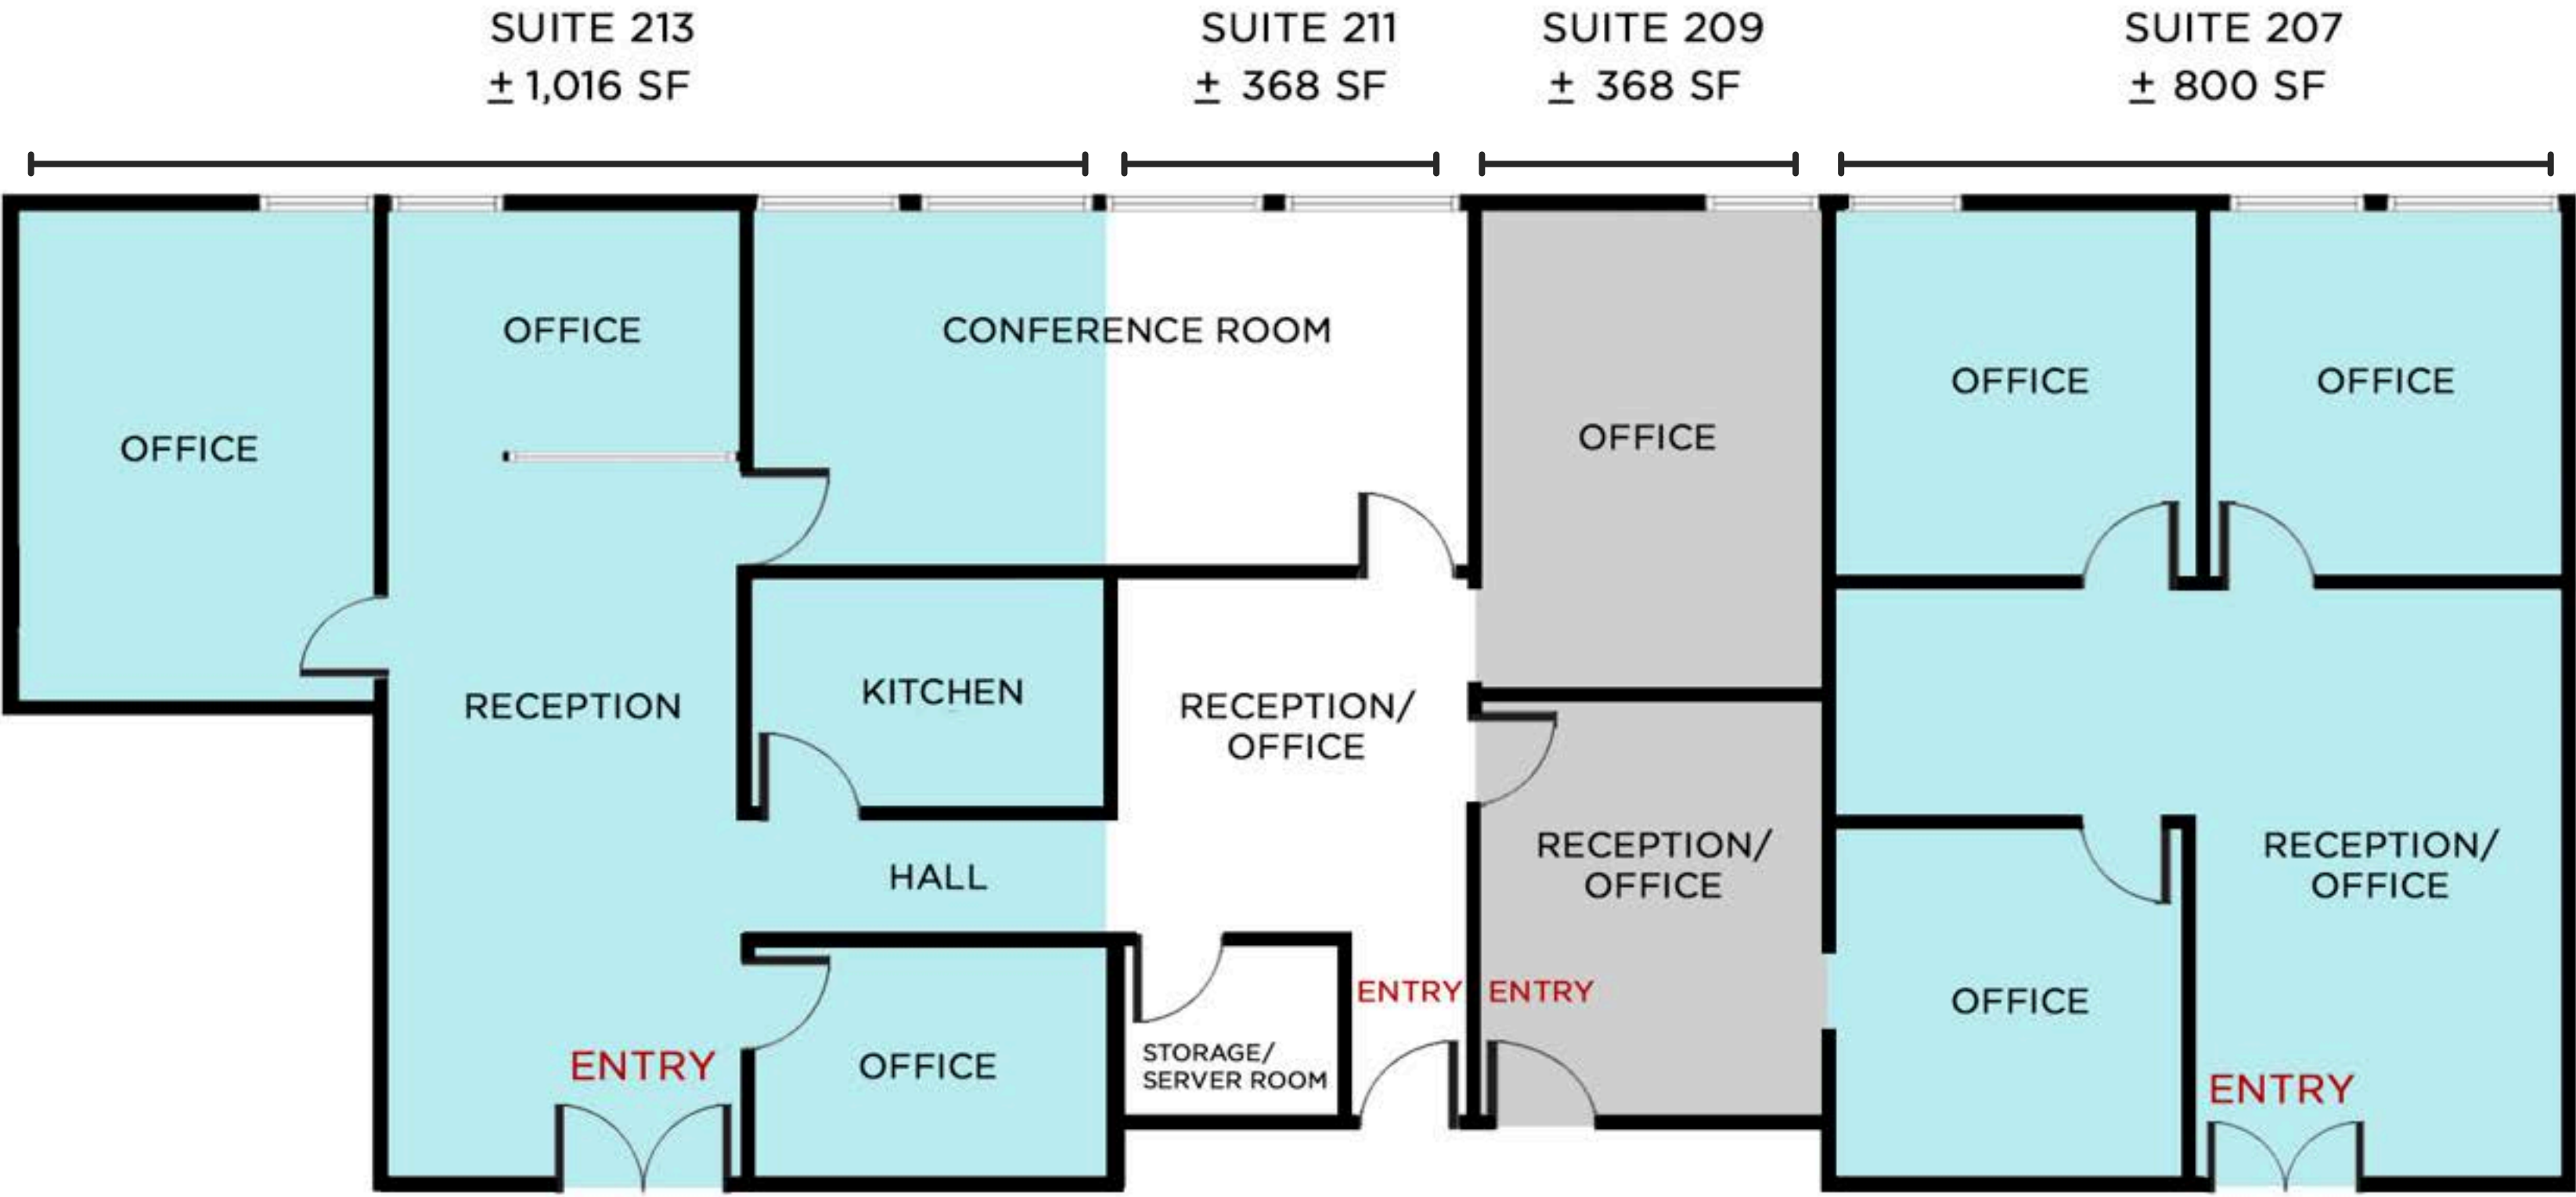 SUITE 213
± 1,016 SF
SUITE 211
± 368 SF
SUITE 209
± 368 SF
SUITE 207
± 800 SF
OFFICE
OFFICE
CONFERENCE ROOM
OFFICE
OFFICE
OFFICE
RECEPTION
KITCHEN
RECEPTION/
OFFICE
HALL
RECEPTION/
OFFICE
RECEPTION/
OFFICE
ENTRY
ENTRY
OFFICE
STORAGE/
SERVER ROOM
ENTRY
OFFICE
ENTRY